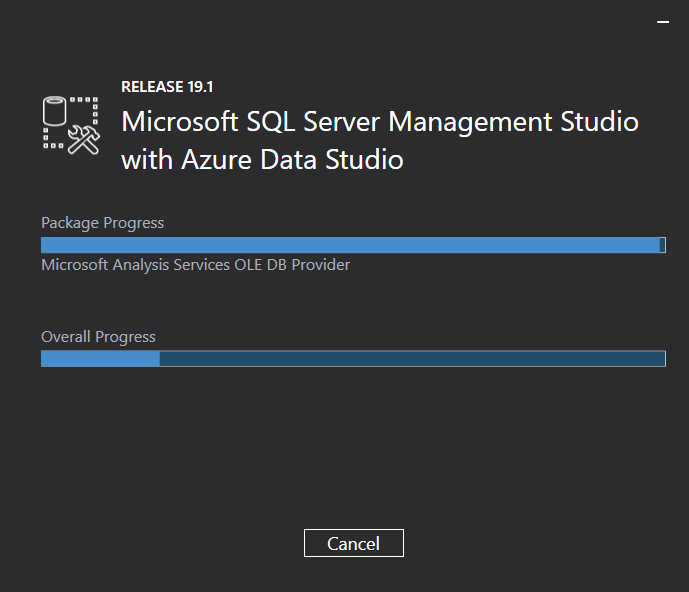 RELEASE 19.1
Microsoft SQL Server Management Studio
with Azure Data Studio
Package Progress
Microsoft Analysis Services OLE DB Provider
Overall Progress
Cancel